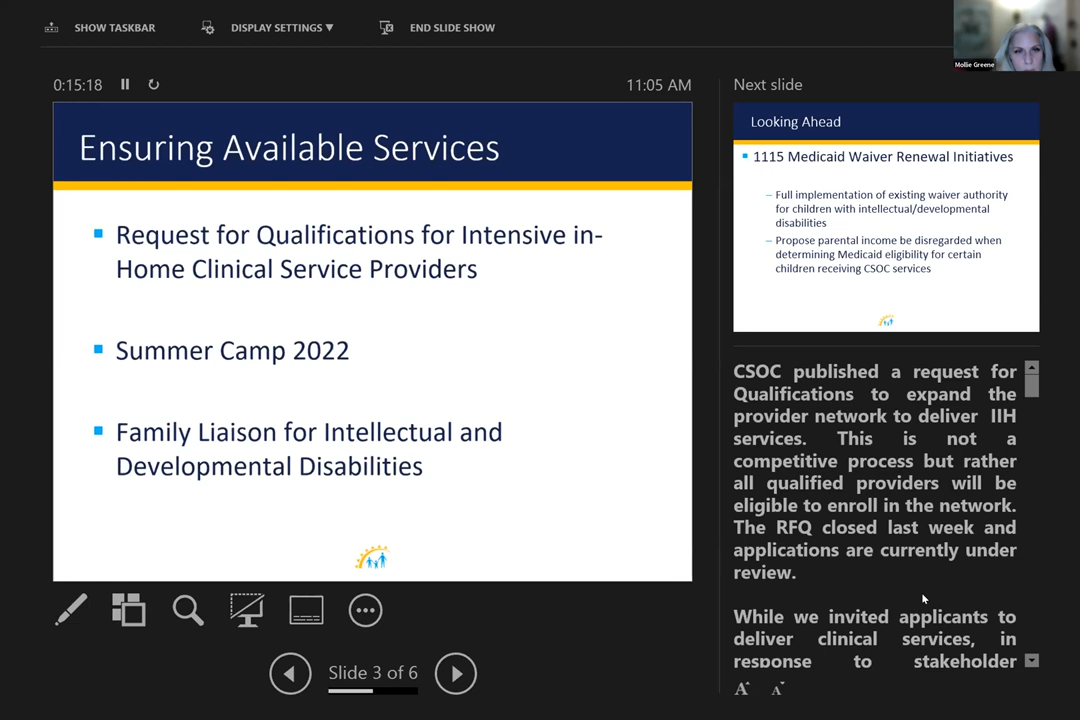 SHOW TASKBAR
DISPLAY SETTINGS ▼
END SLIDE SHOW
Mollie Greene
0:15:18
11:05 AM
Ensuring Available Services
Request for Qualifications for Intensive in-
Home Clinical Service Providers
Summer Camp 2022
Family Liaison for Intellectual and
Developmental Disabilities
Slide 3 of 6
Next slide
Looking Ahead
1115 Medicaid Waiver Renewal Initiatives
– Full implementation of existing waiver authority
for children with intellectual/developmental
disabilities
– Propose parental income be disregarded when
determining Medicaid eligibility for certain
children receiving CSOC services
CSOC published a request for
Qualifications to expand the
provider network to deliver IIH
services. This is not a
competitive process but rather
all qualified providers will be
eligible to enroll in the network.
The RFQ closed last week and
applications are currently under
review.
While we invited applicants to
deliver clinical services, in
response to stakeholder
A A